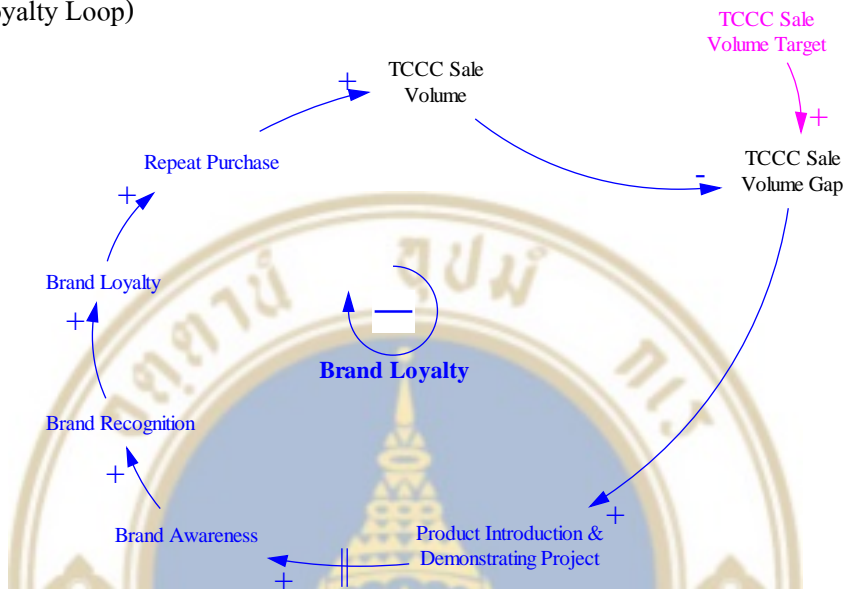 oyalty Loop)
TCCC Sale
Volume Target
+
TCCC Sale
Volume
+
TCCC Sale
Volume Gap
-
Repeat Purchase
+
Brand Loyalty
+
Brand Loyalty
Brand Recognition
+
Brand Awareness
+
Product Introduction &
Demonstrating Project
+